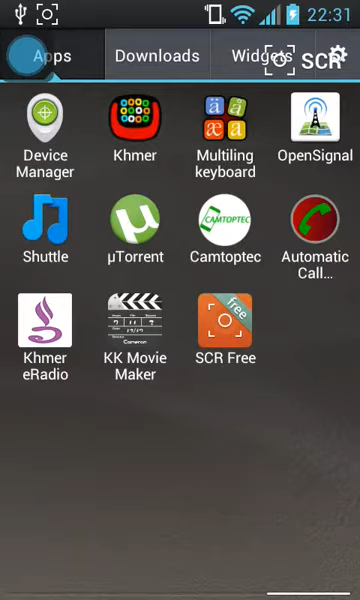 22:31
Apps Downloads Widgets SCR
Device Manager
Khmer
Multiling keyboard
OpenSignal
Shuttle
µTorrent
CAMTOPTEC
Camtoptec
Automatic Call...
Khmer eRadio
Cameron
KK Movie Maker
free
SCR Free